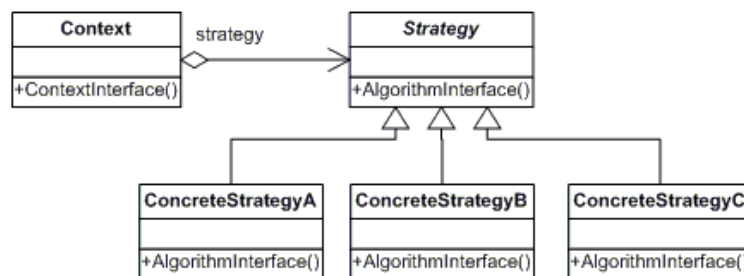 Context
strategy
Strategy
+ContextInterface()
+AlgorithmInterface()
ConcreteStrategyA
ConcreteStrategyB
ConcreteStrategyC
+AlgorithmInterface()
+AlgorithmInterface()
+AlgorithmInterface()